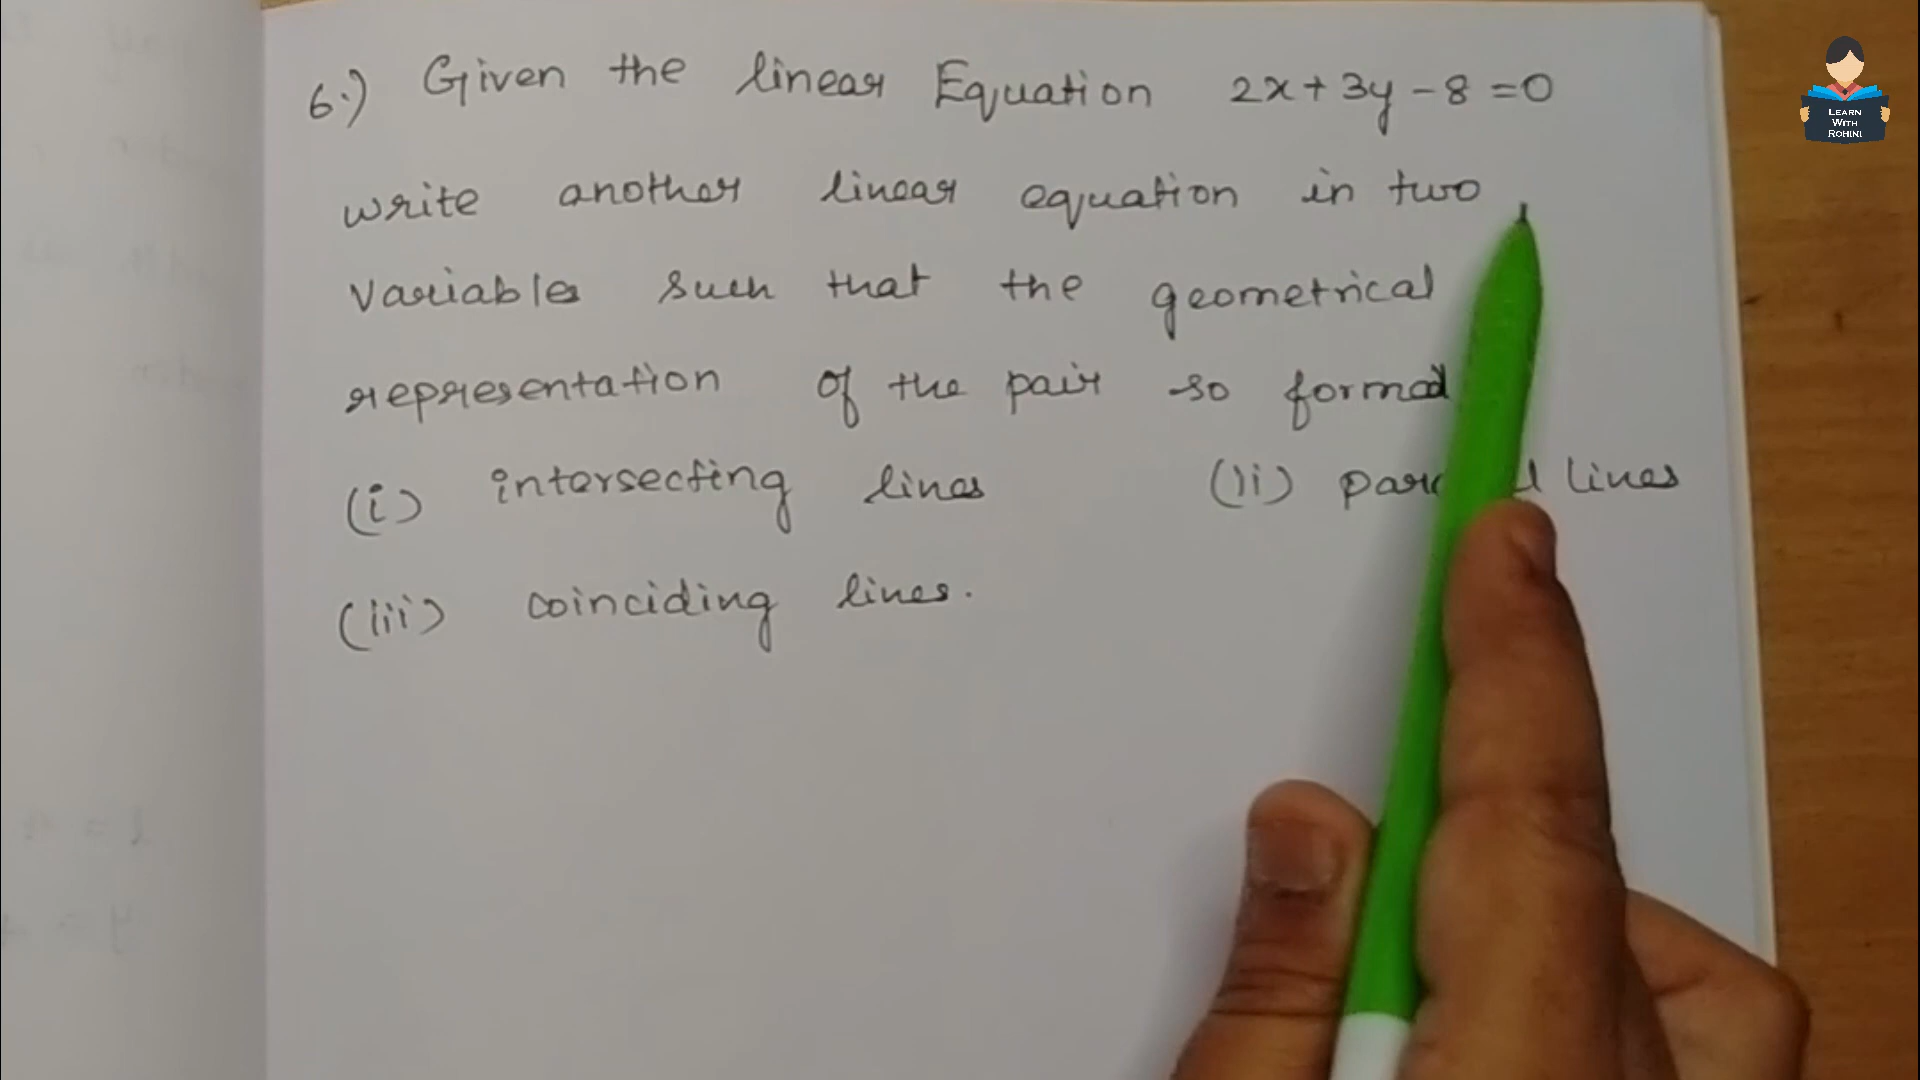 6.) Given the linear Equation 2x + 3y - 8 = 0
write another linear equation in two
variables such that the geometrical
representation of the pair so formed
(i) intersecting lines (ii) lines
(iii) coinciding lines.
LEARN
WITH
ROHINI